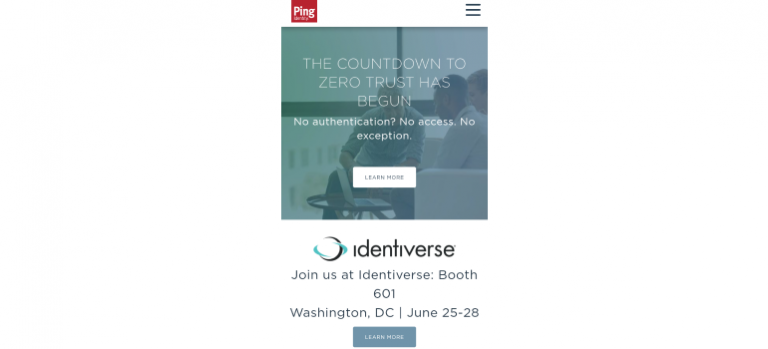 Ping
Identity
THE COUNTDOWN TO
ZERO TRUST HAS
BEGUN
No authentication? No access. No
exception.
LEARN MORE
identiverse
Join us at Identiverse: Booth
601
Washington, DC | June 25-28
LEARN MORE